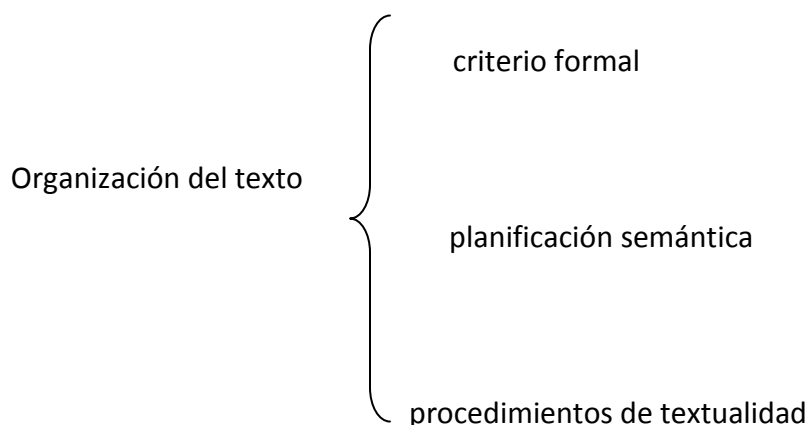 criterio formal
Organización del texto
planificación semántica
procedimientos de textualidad